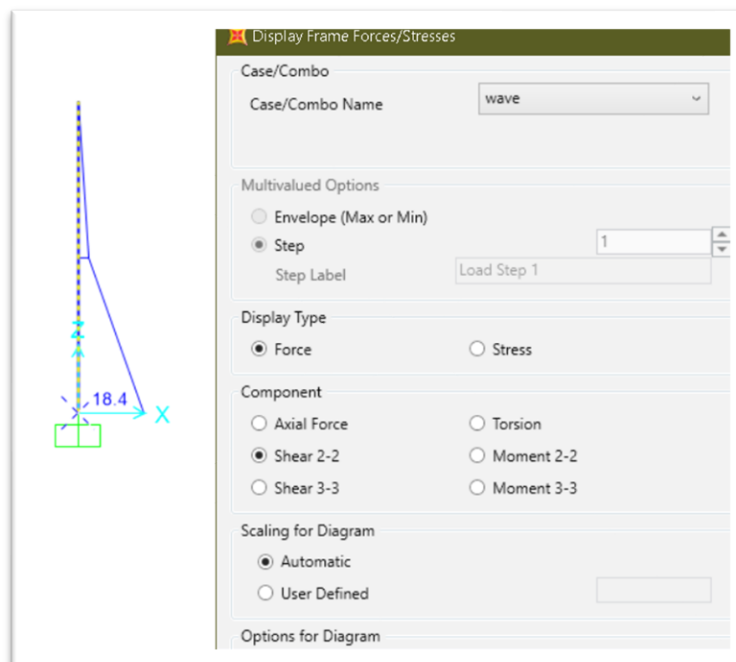 Display Frame Forces/Stresses
Case/Combo
Case/Combo Name
wave
Multivalued Options
Envelope (Max or Min)
Step
1
Step Label
Load Step 1
Display Type
Force
Stress
Component
Axial Force
Torsion
Shear 2-2
Moment 2-2
Shear 3-3
Moment 3-3
Scaling for Diagram
Automatic
User Defined
Options for Diagram
Z
18.4
X